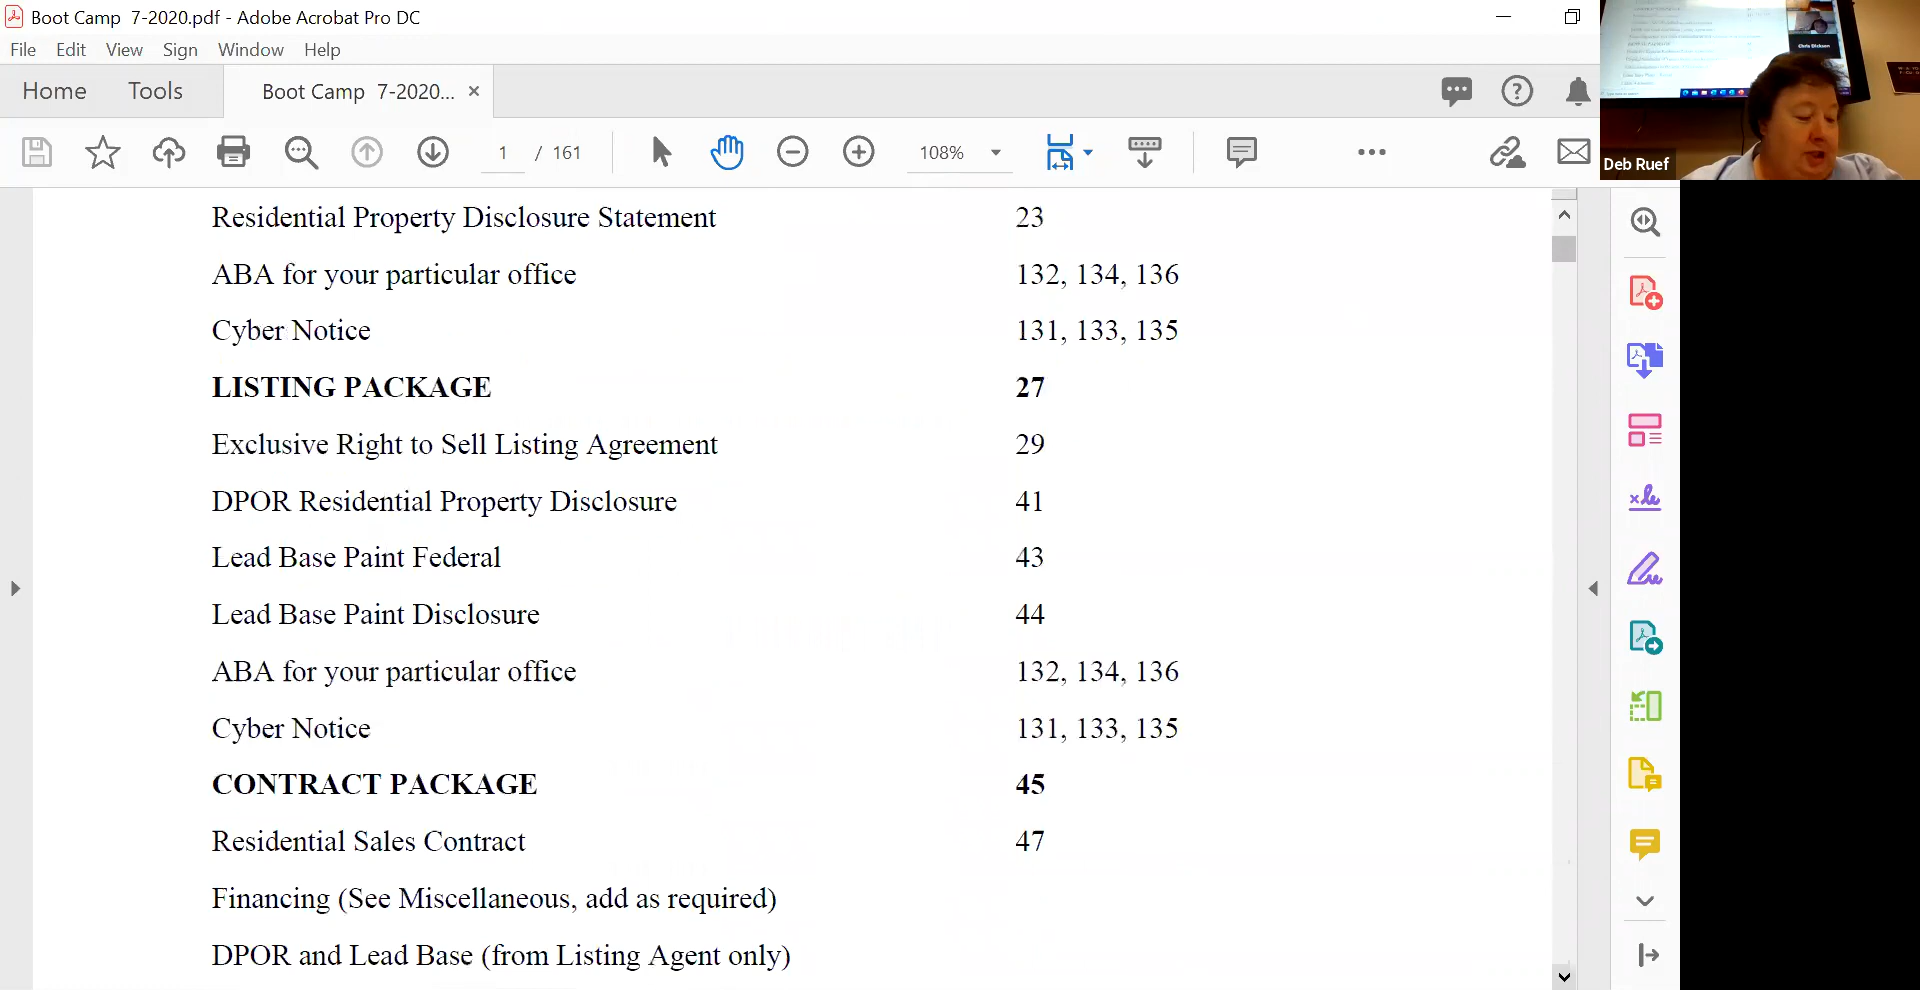 Boot Camp 7-2020.pdf - Adobe Acrobat Pro DC
File Edit View Sign Window Help
Home Tools Boot Camp 7-2020... ×
1 / 161 108%
Chris Dickson
Deb Ruef
Residential Property Disclosure Statement 23
ABA for your particular office 132, 134, 136
Cyber Notice 131, 133, 135
LISTING PACKAGE 27
Exclusive Right to Sell Listing Agreement 29
DPOR Residential Property Disclosure 41
Lead Base Paint Federal 43
Lead Base Paint Disclosure 44
ABA for your particular office 132, 134, 136
Cyber Notice 131, 133, 135
CONTRACT PACKAGE 45
Residential Sales Contract 47
Financing (See Miscellaneous, add as required)
DPOR and Lead Base (from Listing Agent only)